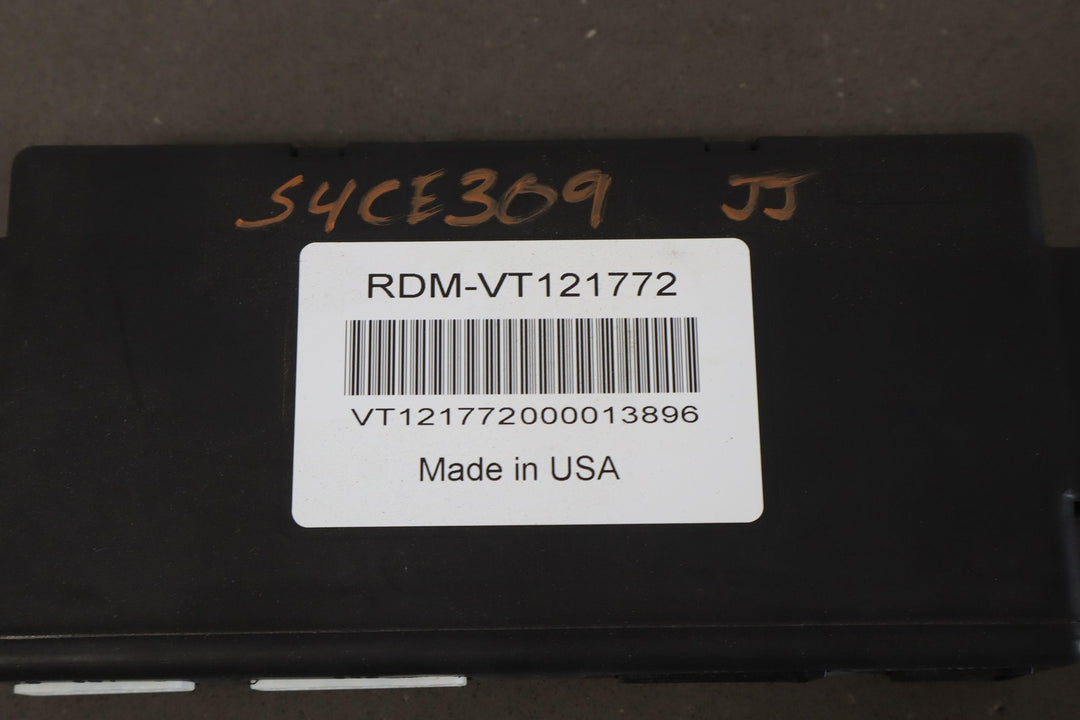 S4CE309 JJ
RDM-VT121772
VT121772000013896
Made in USA